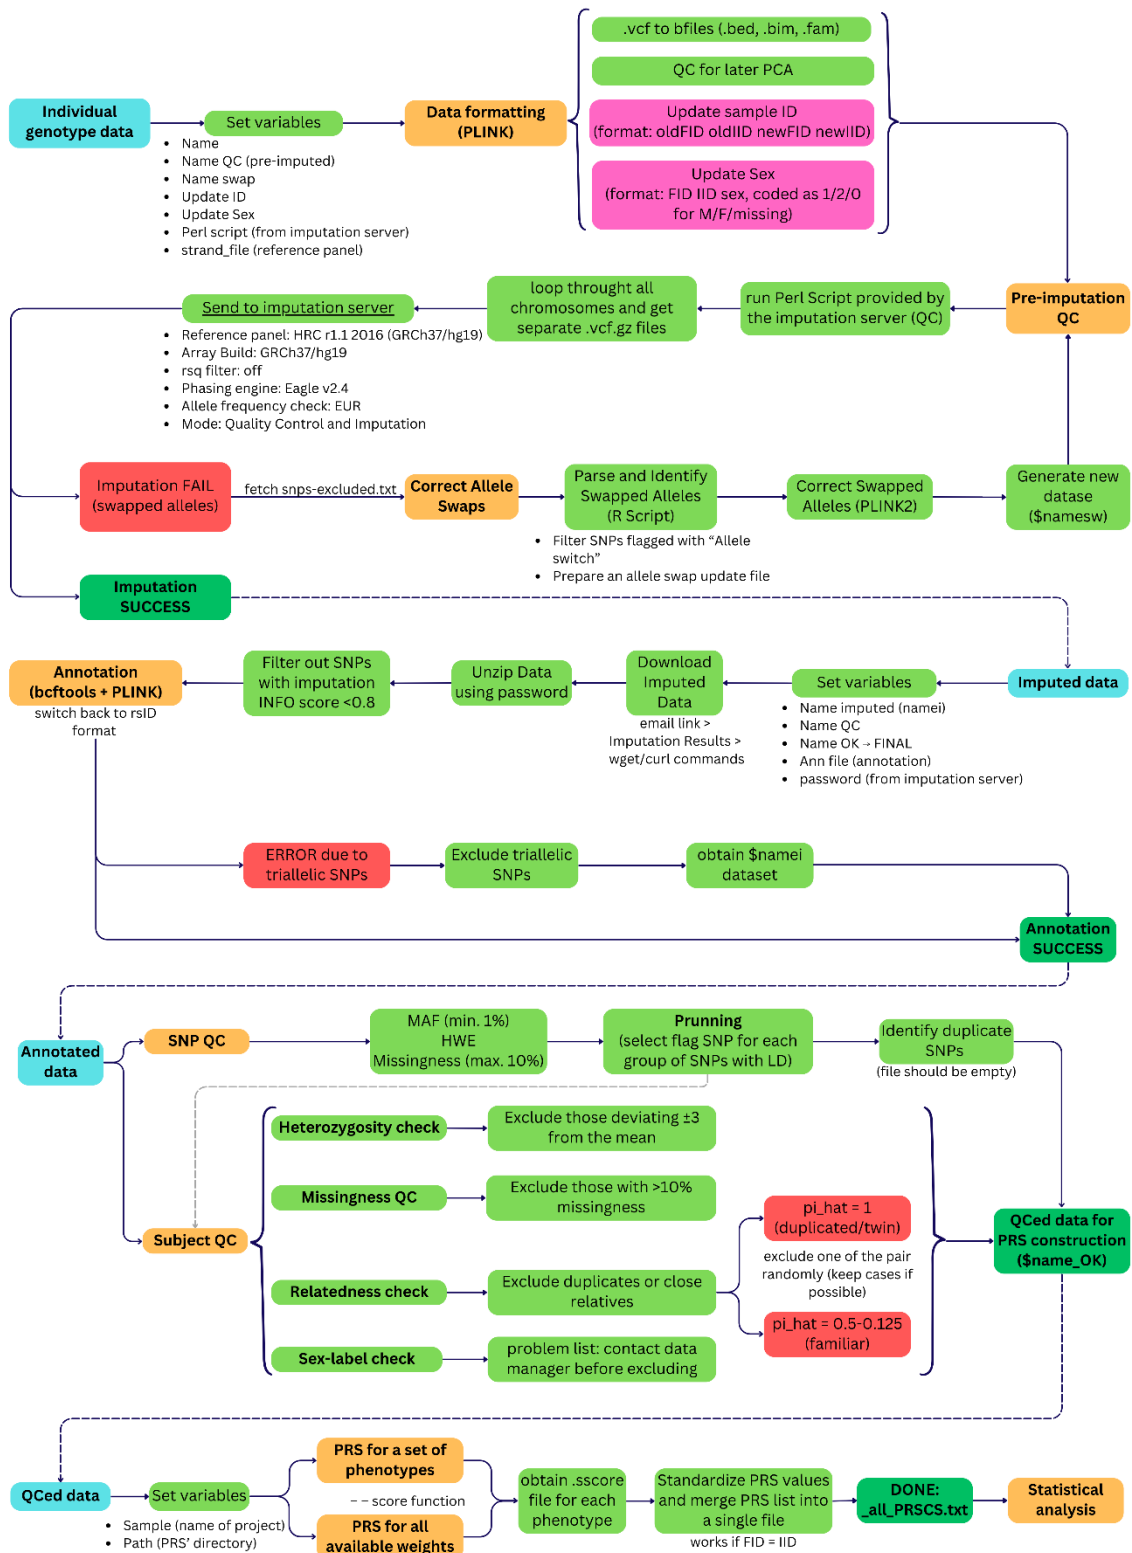 .vcf to bfiles (.bed, .bim, .fam)
QC for later PCA
Individual
genotype data
Set variables
Data formatting
(PLINK)
Update sample ID
(format: oldFID oldIID newFID newIID)
Update Sex
(format: FID IID sex, coded as 1/2/0
for M/F/missing)
• Name
• Name QC (pre-imputed)
• Name swap
• Update ID
• Update Sex
• Perl script (from imputation server)
• strand_file (reference panel)
Send to imputation server
loop throught all
chromosomes and get
separate .vcf.gz files
run Perl Script provided by
the imputation server (QC)
Pre-imputation
QC
• Reference panel: HRC r1.1 2016 (GRCh37/hg19)
• Array Build: GRCh37/hg19
• rsq filter: off
• Phasing engine: Eagle v2.4
• Allele frequency check: EUR
• Mode: Quality Control and Imputation
Imputation FAIL
(swapped alleles)
fetch snps-excluded.txt
Correct Allele
Swaps
Parse and Identify
Swapped Alleles
(R Script)
Correct Swapped
Alleles (PLINK2)
Generate new
datase
($namesw)
• Filter SNPs flagged with “Allele
switch”
• Prepare an allele swap update file
Imputation
SUCCESS
Annotation
(bcftools + PLINK)
switch back to rsID
format
Filter out SNPs
with imputation
INFO score <0.8
Unzip Data
using password
Download
Imputed
Data
email link >
Imputation Results >
wget/curl commands
Set variables
Imputed data
• Name imputed (namei)
• Name QC
• Name OK → FINAL
• Ann file (annotation)
• password (from imputation server)
ERROR due to
triallelic SNPs
Exclude triallelic
SNPs
obtain $namei
dataset
Annotation
SUCCESS
Annotated
data
SNP QC
MAF (min. 1%)
HWE
Missingness (max. 10%)
Prunning
(select flag SNP for each
group of SNPs with LD)
Identify duplicate
SNPs
(file should be empty)
Subject QC
Heterozygosity check
Exclude those deviating ±3
from the mean
Missingness QC
Exclude those with >10%
missingness
Relatedness check
Exclude duplicates or close
relatives
pi_hat = 1
(duplicated/twin)
exclude one of the pair
randomly (keep cases if
possible)
pi_hat = 0.5-0.125
(familiar)
Sex-label check
problem list: contact data
manager before excluding
QCed data for
PRS construction
($name_OK)
QCed data
Set variables
• Sample (name of project)
• Path (PRS' directory)
PRS for a set of
phenotypes
– – score function
PRS for all
available weights
obtain .sscore
file for each
phenotype
Standardize PRS values
and merge PRS list into
a single file
works if FID = IID
DONE:
_all_PRSCS.txt
Statistical
analysis